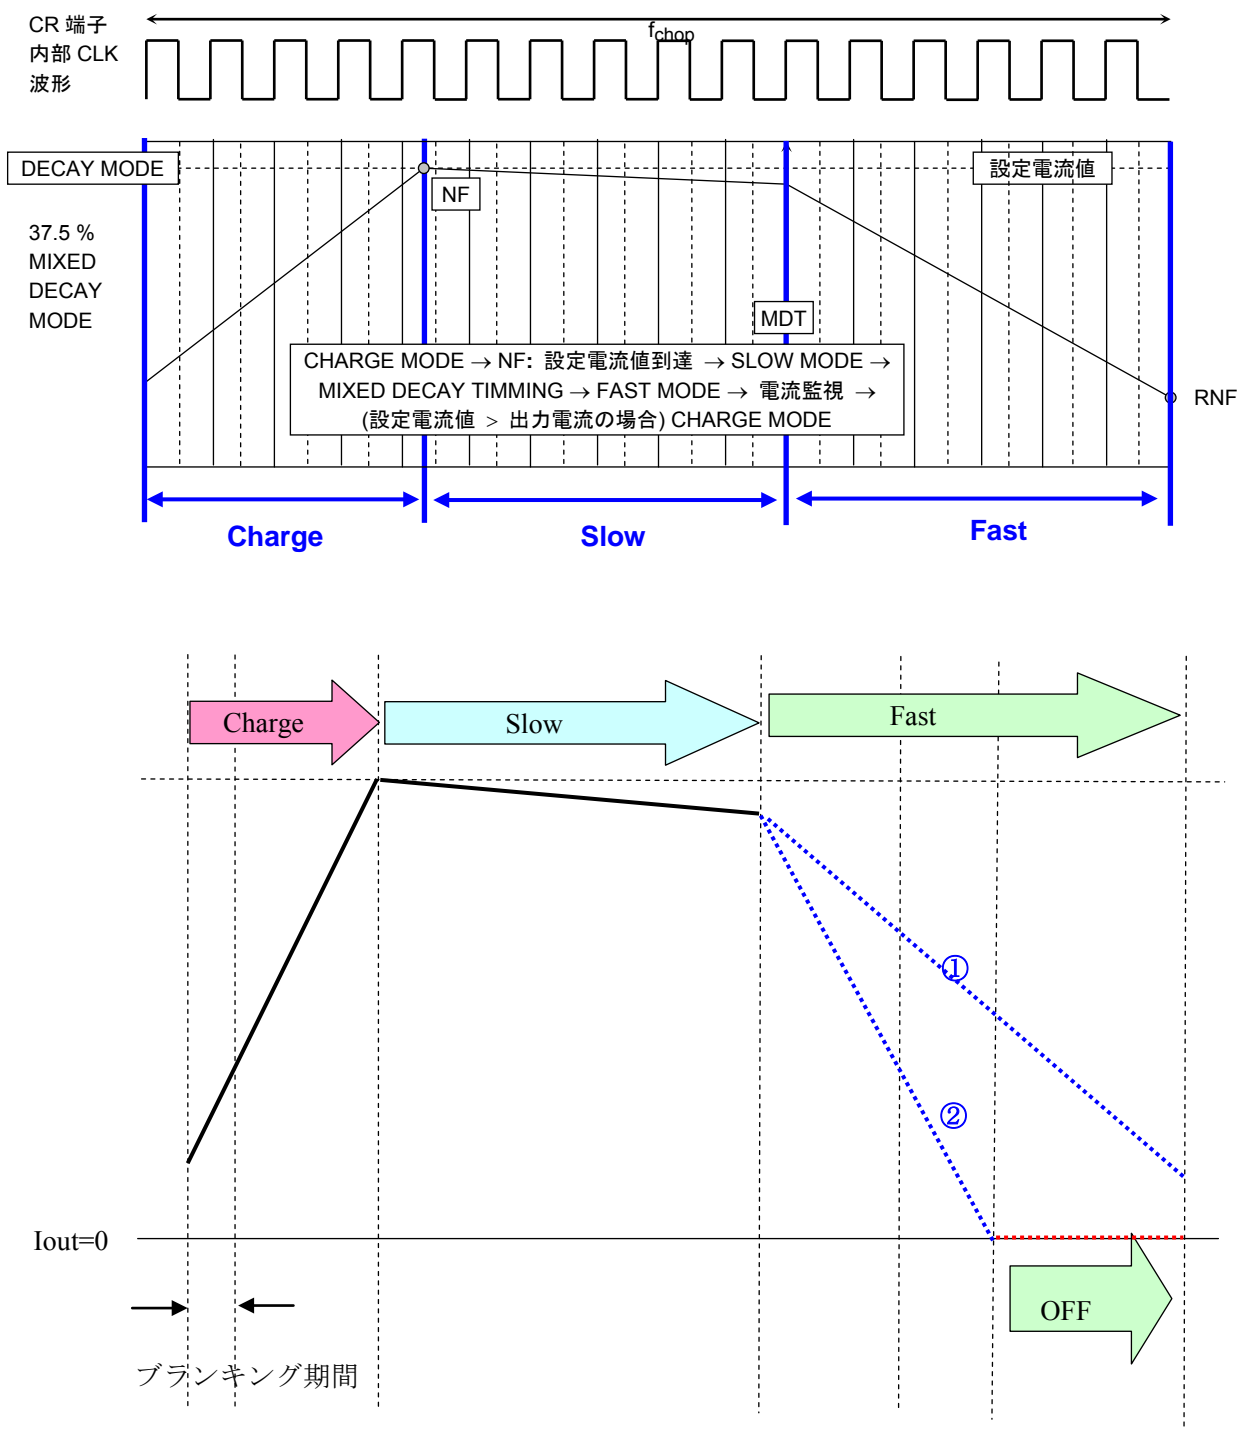 CR 端子
内部 CLK
波形
fchop
DECAY MODE
設定電流値
NF
37.5 %
MIXED
DECAY
MODE
MDT
CHARGE MODE → NF: 設定電流値到達 → SLOW MODE →
MIXED DECAY TIMMING → FAST MODE → 電流監視 →
(設定電流値 > 出力電流の場合) CHARGE MODE
RNF
Charge
Slow
Fast
Charge
Slow
Fast
①
②
Iout=0
OFF
ブランキング期間